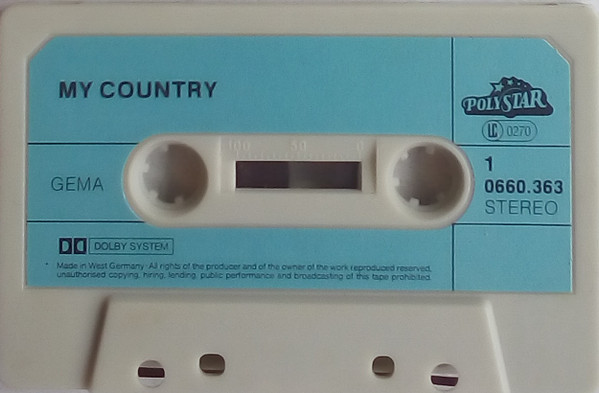 MY COUNTRY
POLYSTAR
LC 0270
100 50 0
GEMA
1
0660.363
STEREO
DOLBY SYSTEM
* Made in West Germany · All rights of the producer and of the owner of the work reproduced reserved,
unauthorised copying, hiring, lending, public performance and broadcasting of this tape prohibited.